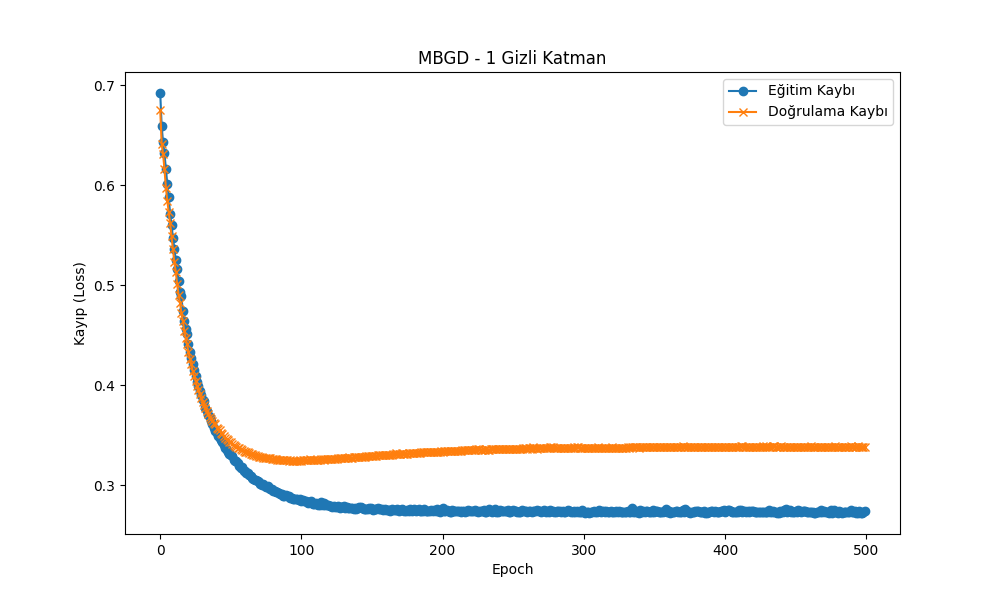 MBGD - 1 Gizli Katman
Eğitim Kaybı
Doğrulama Kaybı
Kayıp (Loss)
0.7
0.6
0.5
0.4
0.3
0
100
200
300
400
500
Epoch